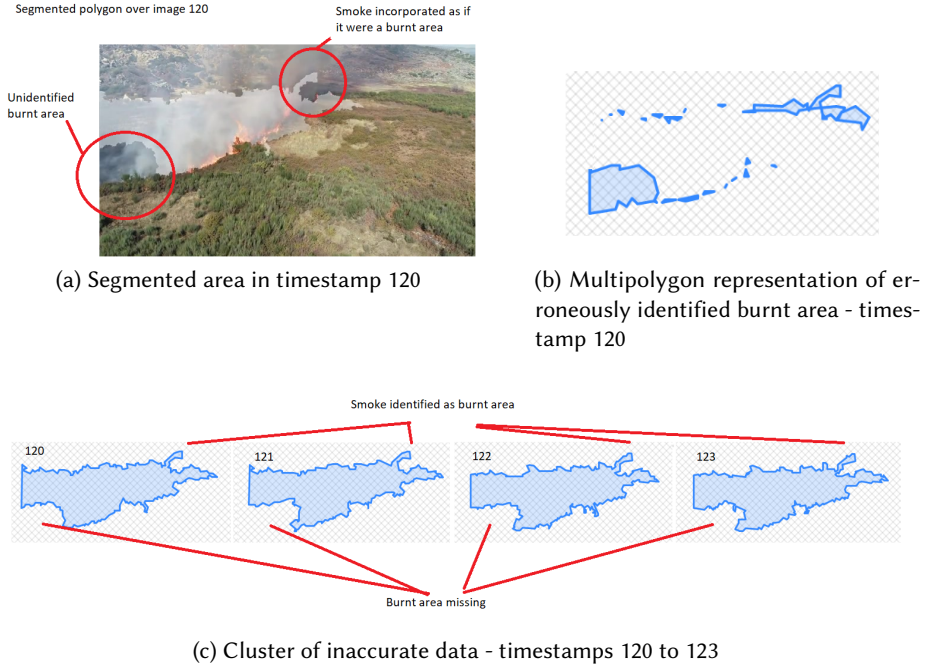 Segmented polygon over image 120
Smoke incorporated as if
it were a burnt area
Unidentified
burnt area
(a) Segmented area in timestamp 120
(b) Multipolygon representation of er-
roneously identified burnt area - times-
tamp 120
Smoke identified as burnt area
120
121
122
123
Burnt area missing
(c) Cluster of inaccurate data - timestamps 120 to 123